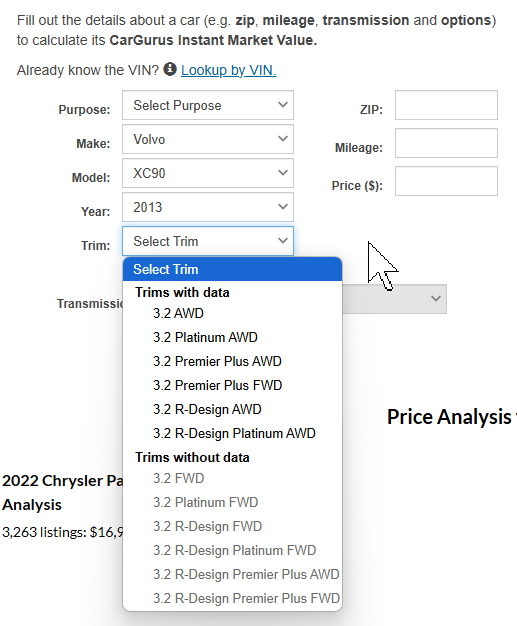 Fill out the details about a car (e.g. zip, mileage, transmission and options)
to calculate its CarGurus Instant Market Value.
Already know the VIN? i Lookup by VIN.
Purpose: Select Purpose
ZIP:
Make: Volvo
Mileage:
Model: XC90
Price ($):
Year: 2013
Trim: Select Trim
Select Trim
Trims with data
Transmissi
3.2 AWD
3.2 Platinum AWD
3.2 Premier Plus AWD
3.2 Premier Plus FWD
3.2 R-Design AWD
3.2 R-Design Platinum AWD
Trims without data
3.2 FWD
3.2 Platinum FWD
3.2 R-Design FWD
3.2 R-Design Platinum FWD
3.2 R-Design Premier Plus AWD
3.2 R-Design Premier Plus FWD
Price Analysis
2022 Chrysler Pa
Analysis
3,263 listings: $16,9